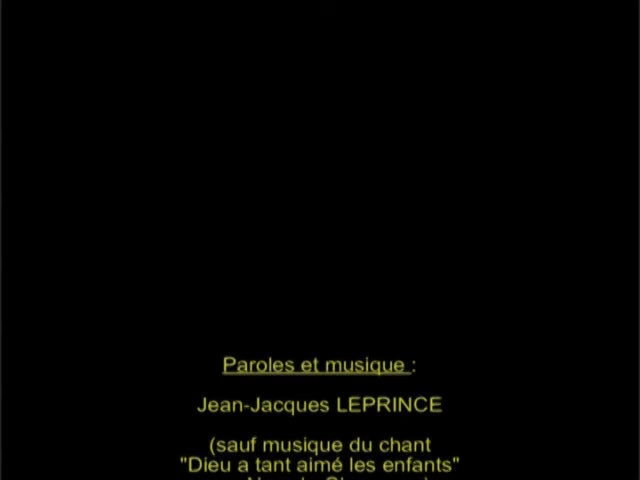 Paroles et musique :
Jean-Jacques LEPRINCE
(sauf musique du chant
"Dieu a tant aimé les enfants"